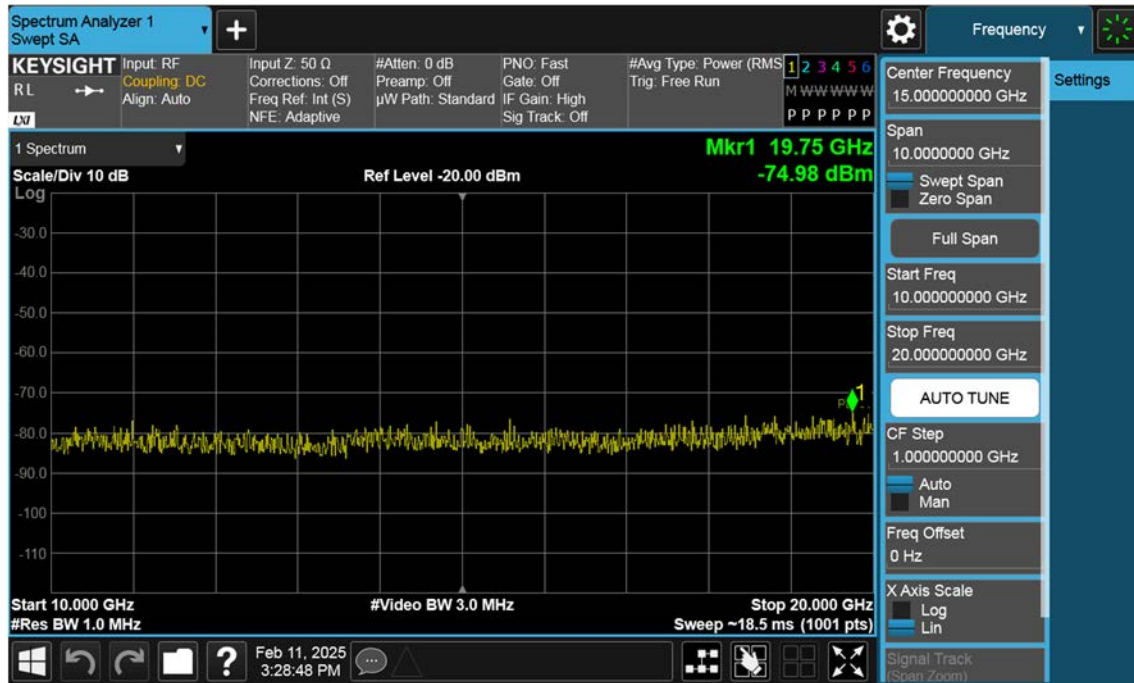 Spectrum Analyzer 1
Swept SA
+
Frequency
KEYSIGHT
RL
LXI
Input: RF
Coupling: DC
Align: Auto
Input Z: 50 Ω
Corrections: Off
Freq Ref: Int (S)
NFE: Adaptive
#Atten: 0 dB
Preamp: Off
µW Path: Standard
PNO: Fast
Gate: Off
IF Gain: High
Sig Track: Off
#Avg Type: Power (RMS
Trig: Free Run
1 2 3 4 5 6
M W W W W W
P P P P P P
1 Spectrum
Scale/Div 10 dB
Ref Level -20.00 dBm
Mkr1 19.75 GHz
-74.98 dBm
Log
-30.0
-40.0
-50.0
-60.0
-70.0
-80.0
-90.0
-100
-110
1
Start 10.000 GHz
#Res BW 1.0 MHz
#Video BW 3.0 MHz
Stop 20.000 GHz
Sweep ~18.5 ms (1001 pts)
Center Frequency
15.000000000 GHz
Span
10.0000000 GHz
Swept Span
Zero Span
Full Span
Start Freq
10.000000000 GHz
Stop Freq
20.000000000 GHz
AUTO TUNE
CF Step
1.000000000 GHz
Auto
Man
Freq Offset
0 Hz
X Axis Scale
Log
Lin
Signal Track
(Span Zoom)
Settings
?
Feb 11, 2025
3:28:48 PM